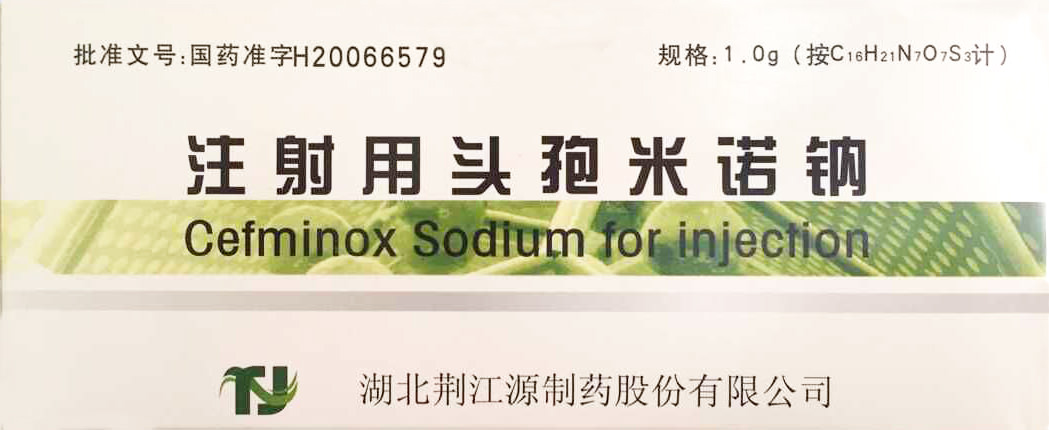 批准文号:国药准字H20066579 规格:1.0g(按C₁₆H₂₁N₇O₇S₃计)
注射用头孢米诺钠
Cefminox Sodium for injection
TJ 湖北荆江源制药股份有限公司